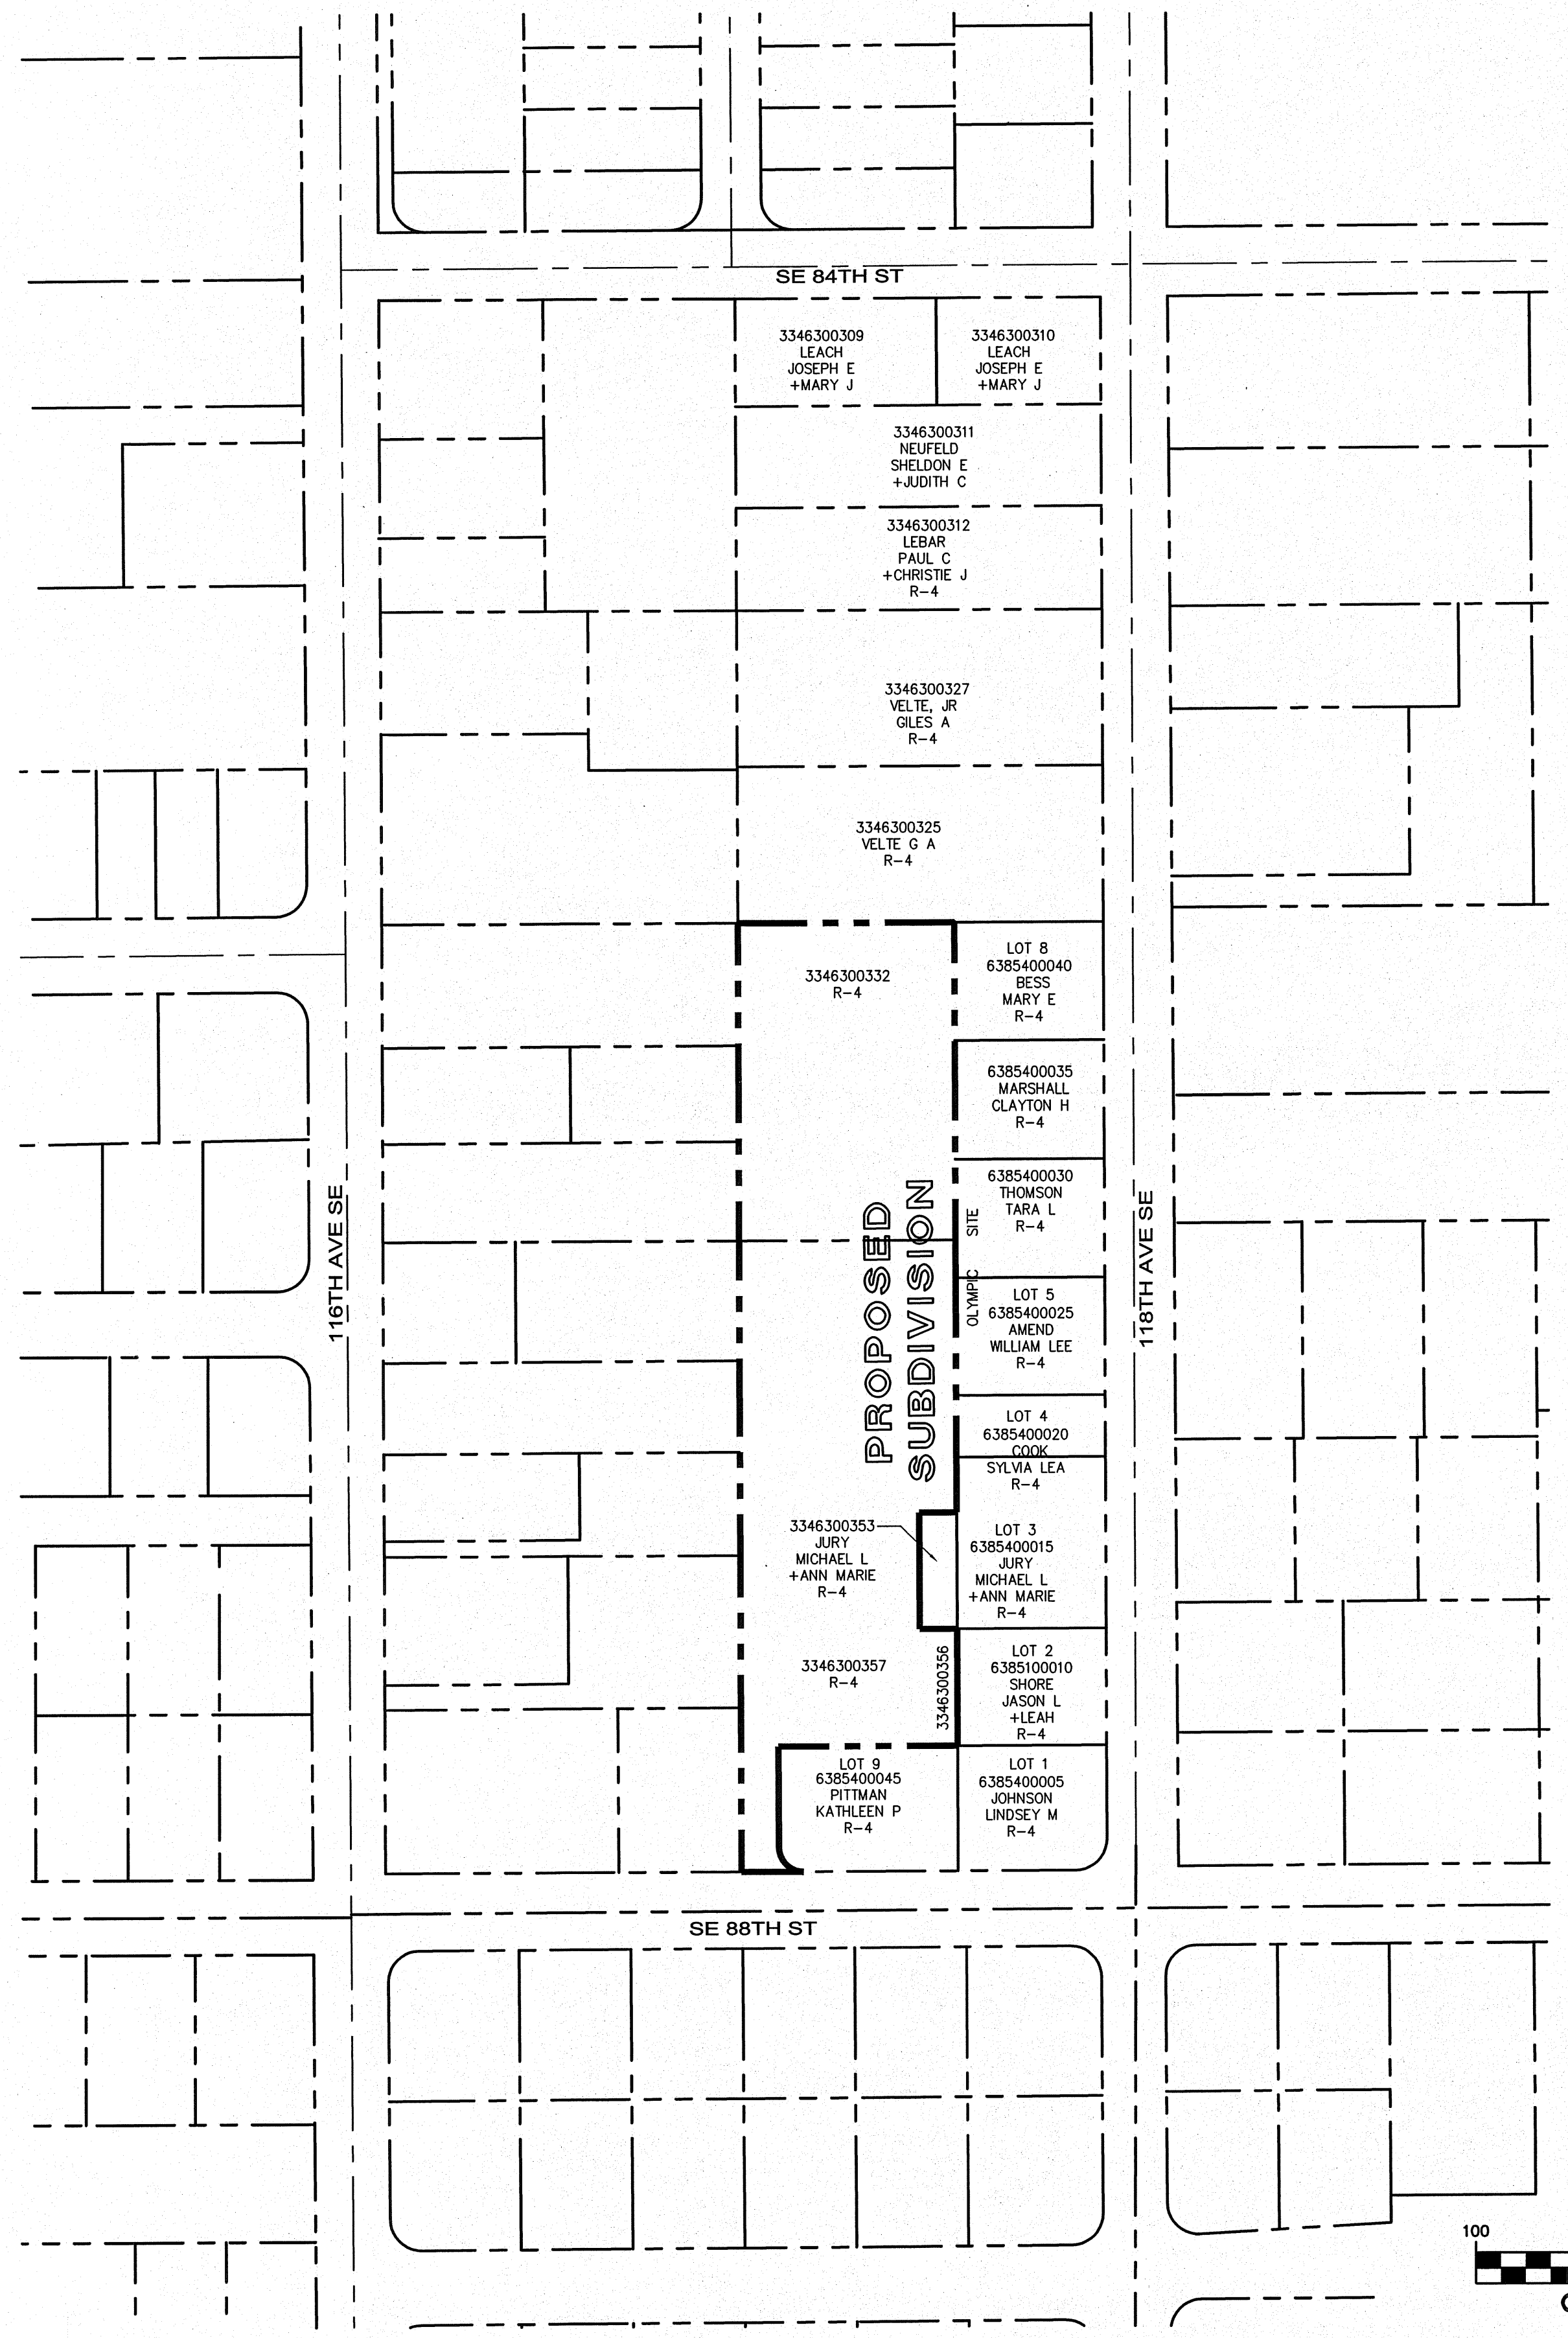 SE 84TH ST
3346300309
LEACH
JOSEPH E
+MARY J
3346300310
LEACH
JOSEPH E
+MARY J
3346300311
NEUFELD
SHELDON E
+JUDITH C
3346300312
LEBAR
PAUL C
+CHRISTIE J
R-4
3346300327
VELTE, JR
GILES A
R-4
3346300325
VELTE G A
R-4
3346300332
R-4
LOT 8
6385400040
BESS
MARY E
R-4
6385400035
MARSHALL
CLAYTON H
R-4
6385400030
THOMSON
TARA L
R-4
116TH AVE SE
PROPOSED
SUBDIVISION
OLYMPIC SITE
118TH AVE SE
LOT 5
6385400025
AMEND
WILLIAM LEE
R-4
LOT 4
6385400020
COOK
SYLVIA LEA
R-4
3346300353
JURY
MICHAEL L
+ANN MARIE
R-4
LOT 3
6385400015
JURY
MICHAEL L
+ANN MARIE
R-4
3346300357
R-4
3346300356
LOT 2
6385100010
SHORE
JASON L
+LEAH
R-4
LOT 9
6385400045
PITTMAN
KATHLEEN P
R-4
LOT 1
6385400005
JOHNSON
LINDSEY M
R-4
SE 88TH ST
100